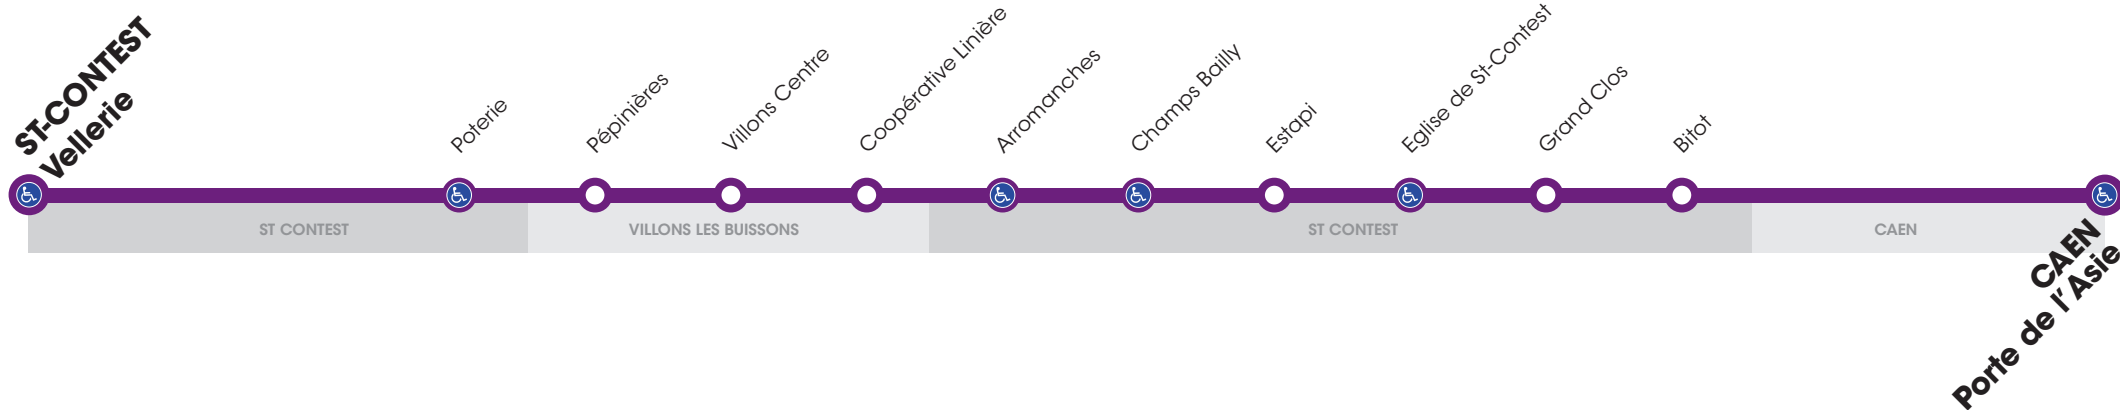 ST-CONTEST
Vellerie
Poterie
Pépinières
Villons Centre
Coopérative Linière
Arromanches
Champs Bailly
Estapi
Eglise de St-Contest
Grand Clos
Bitot
ST CONTEST
VILLONS LES BUISSONS
ST CONTEST
CAEN
CAEN
Porte de l'Asie